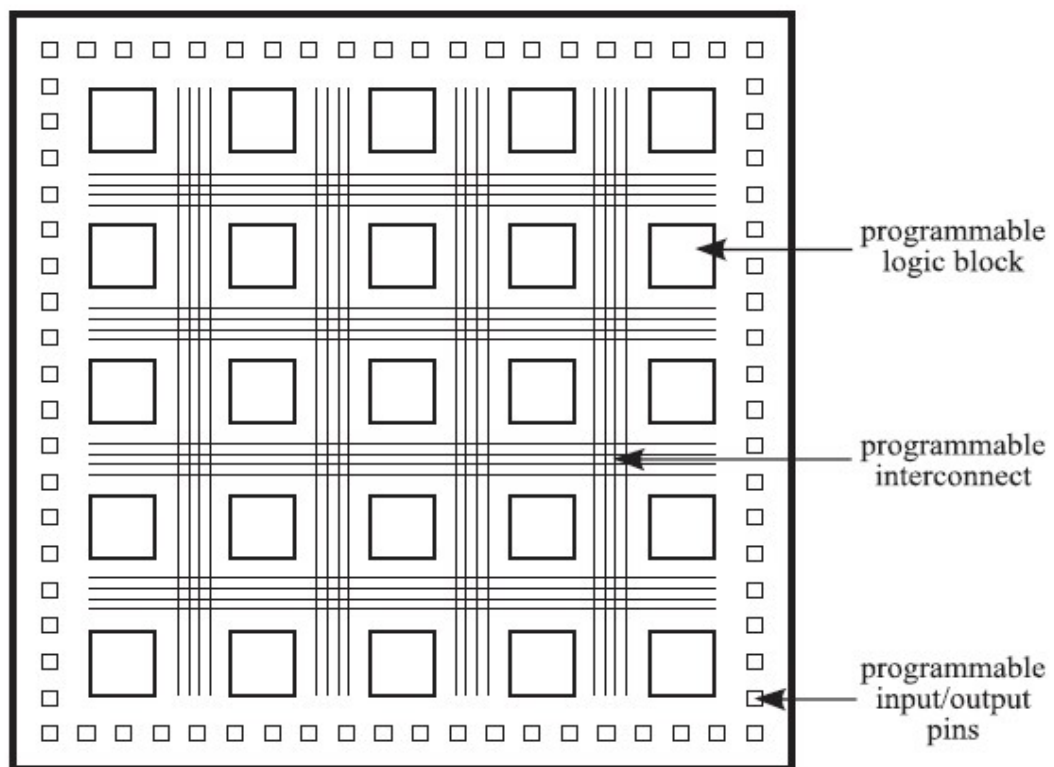 programmable
logic block
programmable
interconnect
programmable
input/output
pins